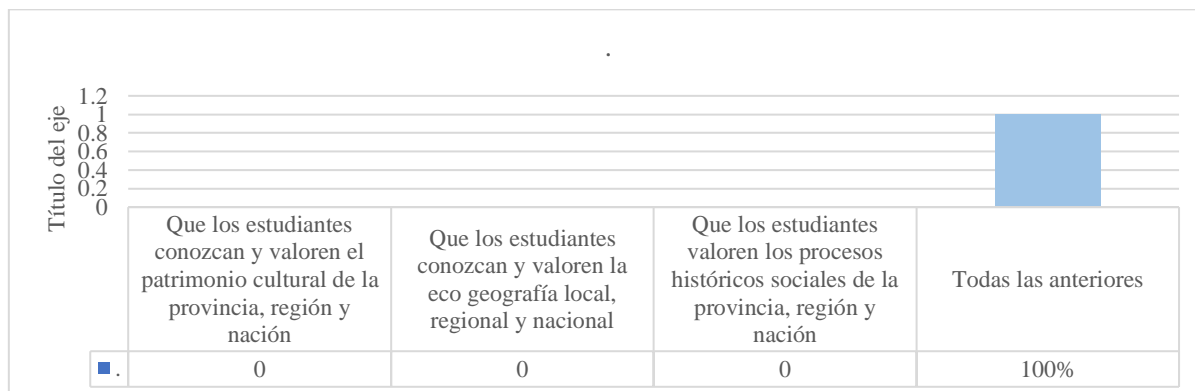 .
Título del eje
1.2
1
0.8
0.6
0.4
0.2
0
Que los estudiantes
conozcan y valoren el
patrimonio cultural de la
provincia, región y
nación
Que los estudiantes
conozcan y valoren la
eco geografía local,
regional y nacional
Que los estudiantes
valoren los procesos
históricos sociales de la
provincia, región y
nación
Todas las anteriores
. 0 0 0 100%